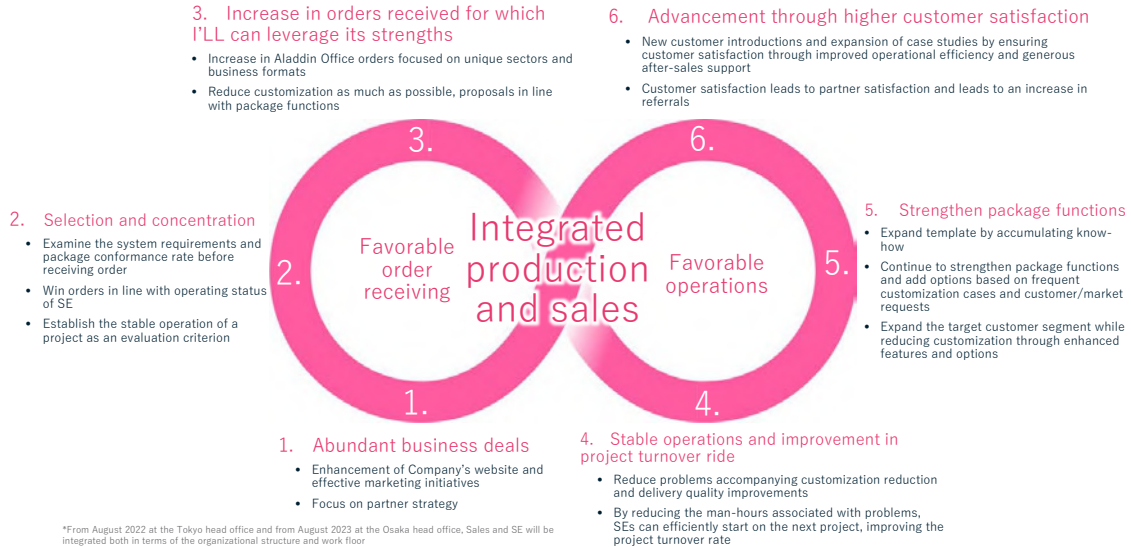 3. Increase in orders received for which
I'LL can leverage its strengths
• Increase in Aladdin Office orders focused on unique sectors and
business formats
• Reduce customization as much as possible, proposals in line
with package functions
6. Advancement through higher customer satisfaction
• New customer introductions and expansion of case studies by ensuring
customer satisfaction through improved operational efficiency and generous
after-sales support
• Customer satisfaction leads to partner satisfaction and leads to an increase in
referrals
2. Selection and concentration
• Examine the system requirements and
package conformance rate before
receiving order
• Win orders in line with operating status
of SE
• Establish the stable operation of a
project as an evaluation criterion
3.
6.
2.
5.
1.
4.
Favorable
order
receiving
Integrated
production
and sales
Favorable
operations
5. Strengthen package functions
• Expand template by accumulating know-
how
• Continue to strengthen package functions
and add options based on frequent
customization cases and customer/market
requests
• Expand the target customer segment while
reducing customization through enhanced
features and options
1. Abundant business deals
• Enhancement of Company's website and
effective marketing initiatives
• Focus on partner strategy
4. Stable operations and improvement in
project turnover ride
• Reduce problems accompanying customization reduction
and delivery quality improvements
• By reducing the man-hours associated with problems,
SEs can efficiently start on the next project, improving the
project turnover rate
*From August 2022 at the Tokyo head office and from August 2023 at the Osaka head office, Sales and SE will be
integrated both in terms of the organizational structure and work floor